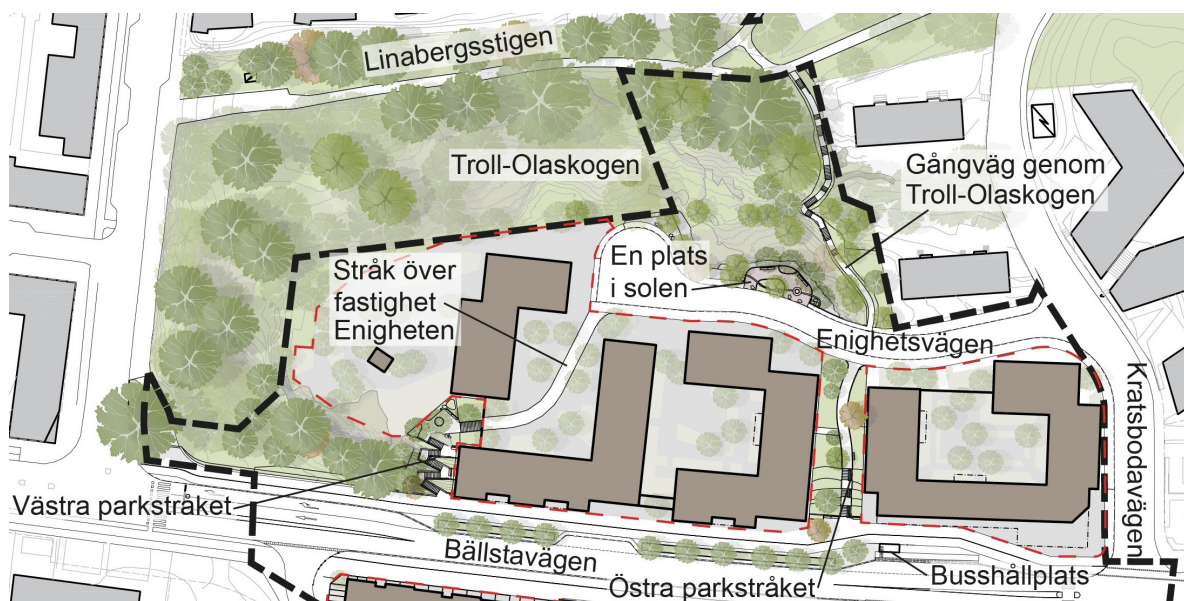 Linabergsstigen
Troll-Olaskogen
Gångväg genom
Troll-Olaskogen
Stråk över
fastighet
Enigheten
En plats
i solen
Enighetsvägen
Kratsbodavägen
Västra parkstråket
Bällstavägen
Östra parkstråket
Busshållplats